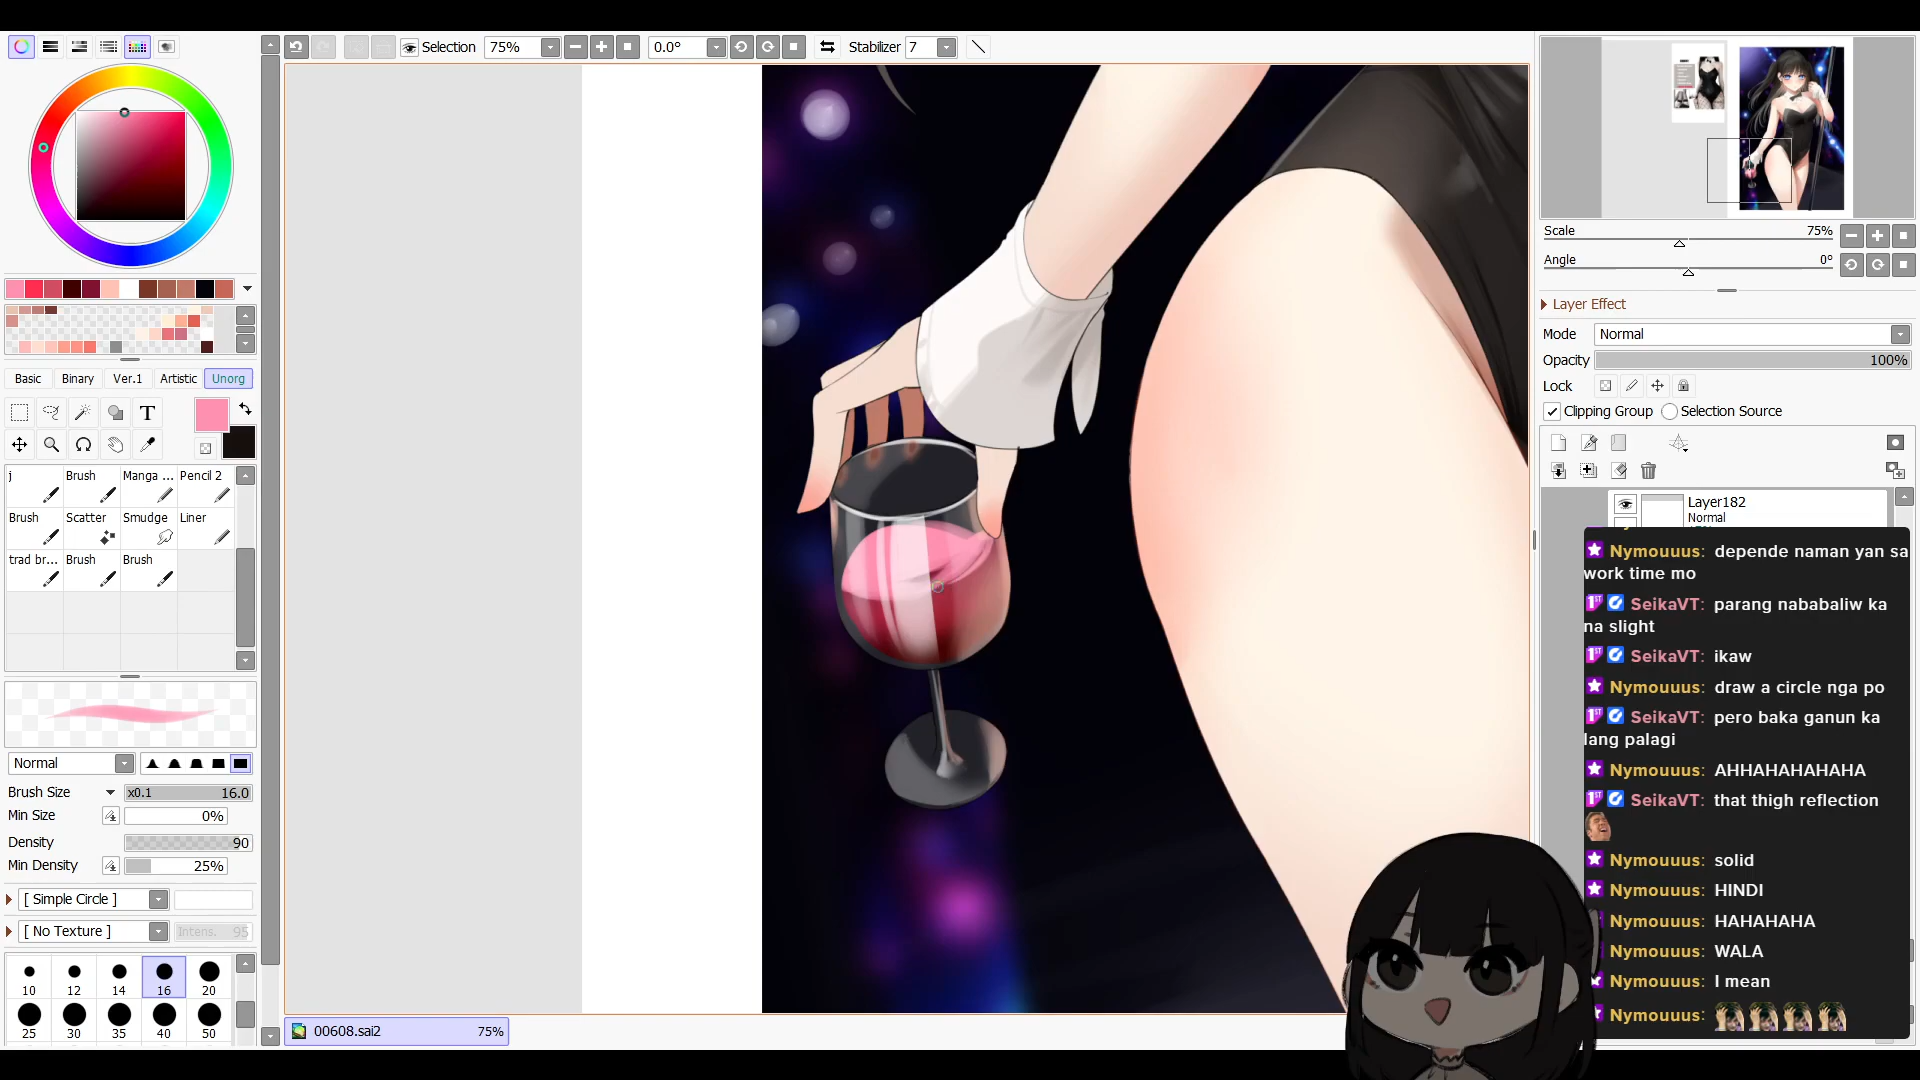 Selection 75% 0.0° Stabilizer 7
Scale 75%
Angle 0°
Layer Effect
Mode Normal
Opacity 100%
Lock
Clipping Group Selection Source
Basic Binary Ver.1 Artistic Unorg
T
j Brush Manga ... Pencil 2
Brush Scatter Smudge Liner
trad br... Brush Brush
Normal
Brush Size x0.1 16.0
Min Size 0%
Density 90
Min Density 25%
[ Simple Circle ]
[ No Texture ] Intens. 95
10 12 14 16 20
25 30 35 40 50
00608.sai2 75%
Layer182
Normal
Nymouuus: depende naman yan sa
work time mo
SeikaVT: parang nababaliw ka
na slight
SeikaVT: ikaw
Nymouuus: draw a circle nga po
SeikaVT: pero baka ganun ka
lang palagi
Nymouuus: AHHAHAHAHAHA
SeikaVT: that thigh reflection
Nymouuus: solid
Nymouuus: HINDI
Nymouuus: HAHAHAHA
Nymouuus: WALA
Nymouuus: I mean
Nymouuus: